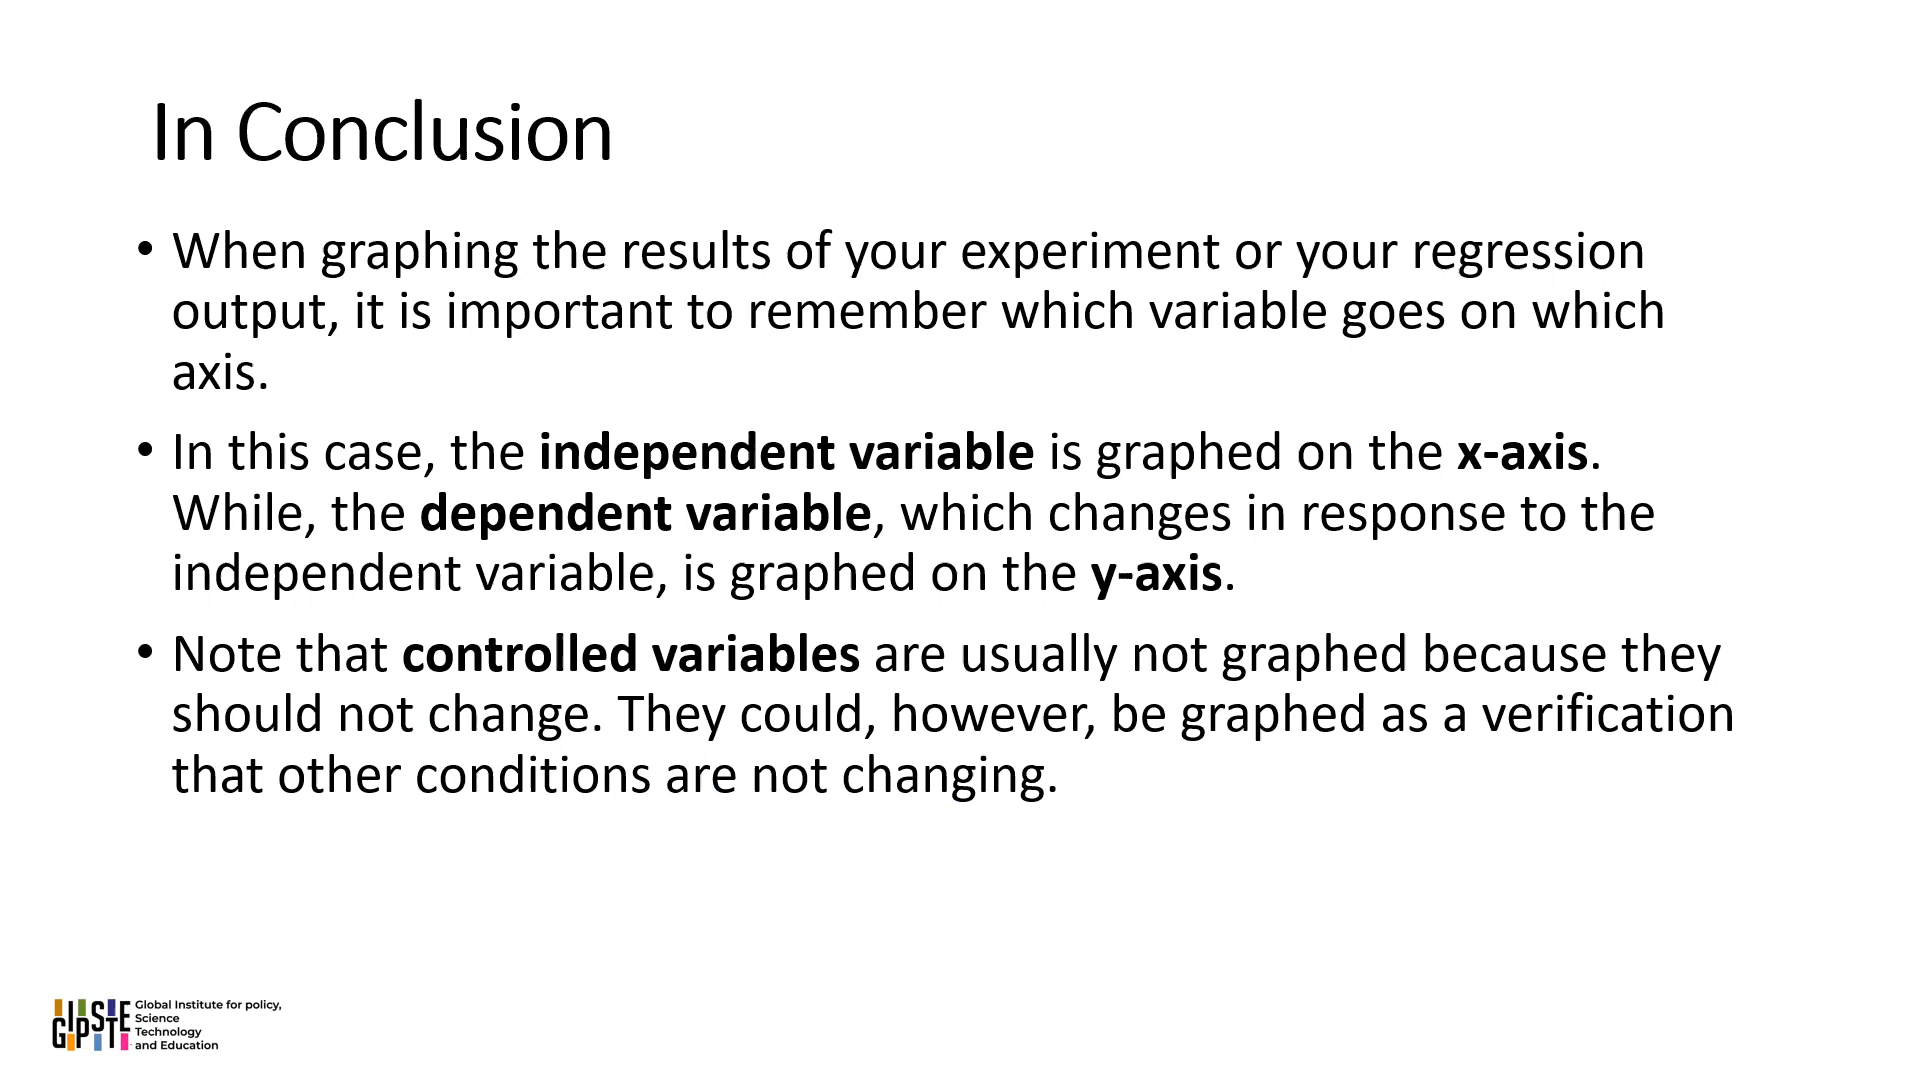 In Conclusion
• When graphing the results of your experiment or your regression
output, it is important to remember which variable goes on which
axis.
• In this case, the independent variable is graphed on the x-axis.
While, the dependent variable, which changes in response to the
independent variable, is graphed on the y-axis.
• Note that controlled variables are usually not graphed because they
should not change. They could, however, be graphed as a verification
that other conditions are not changing.
GIPSTE
Global Institute for policy,
Science
Technology
and Education